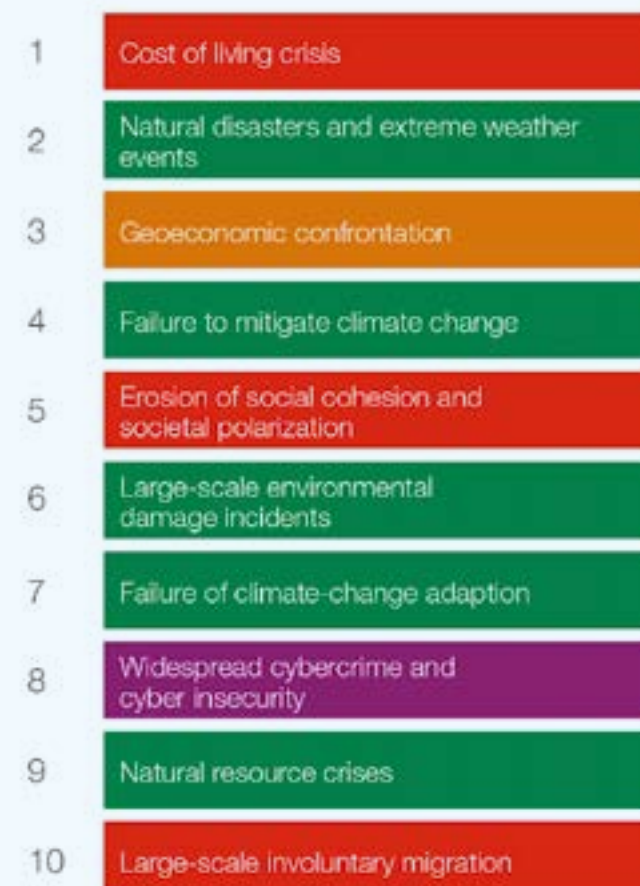 1
Cost of living crisis
2
Natural disasters and extreme weather
events
3
Geoeconomic confrontation
4
Failure to mitigate climate change
5
Erosion of social cohesion and
societal polarization
6
Large-scale environmental
damage incidents
7
Failure of climate-change adaption
8
Widespread cybercrime and
cyber insecurity
9
Natural resource crises
10
Large-scale involuntary migration